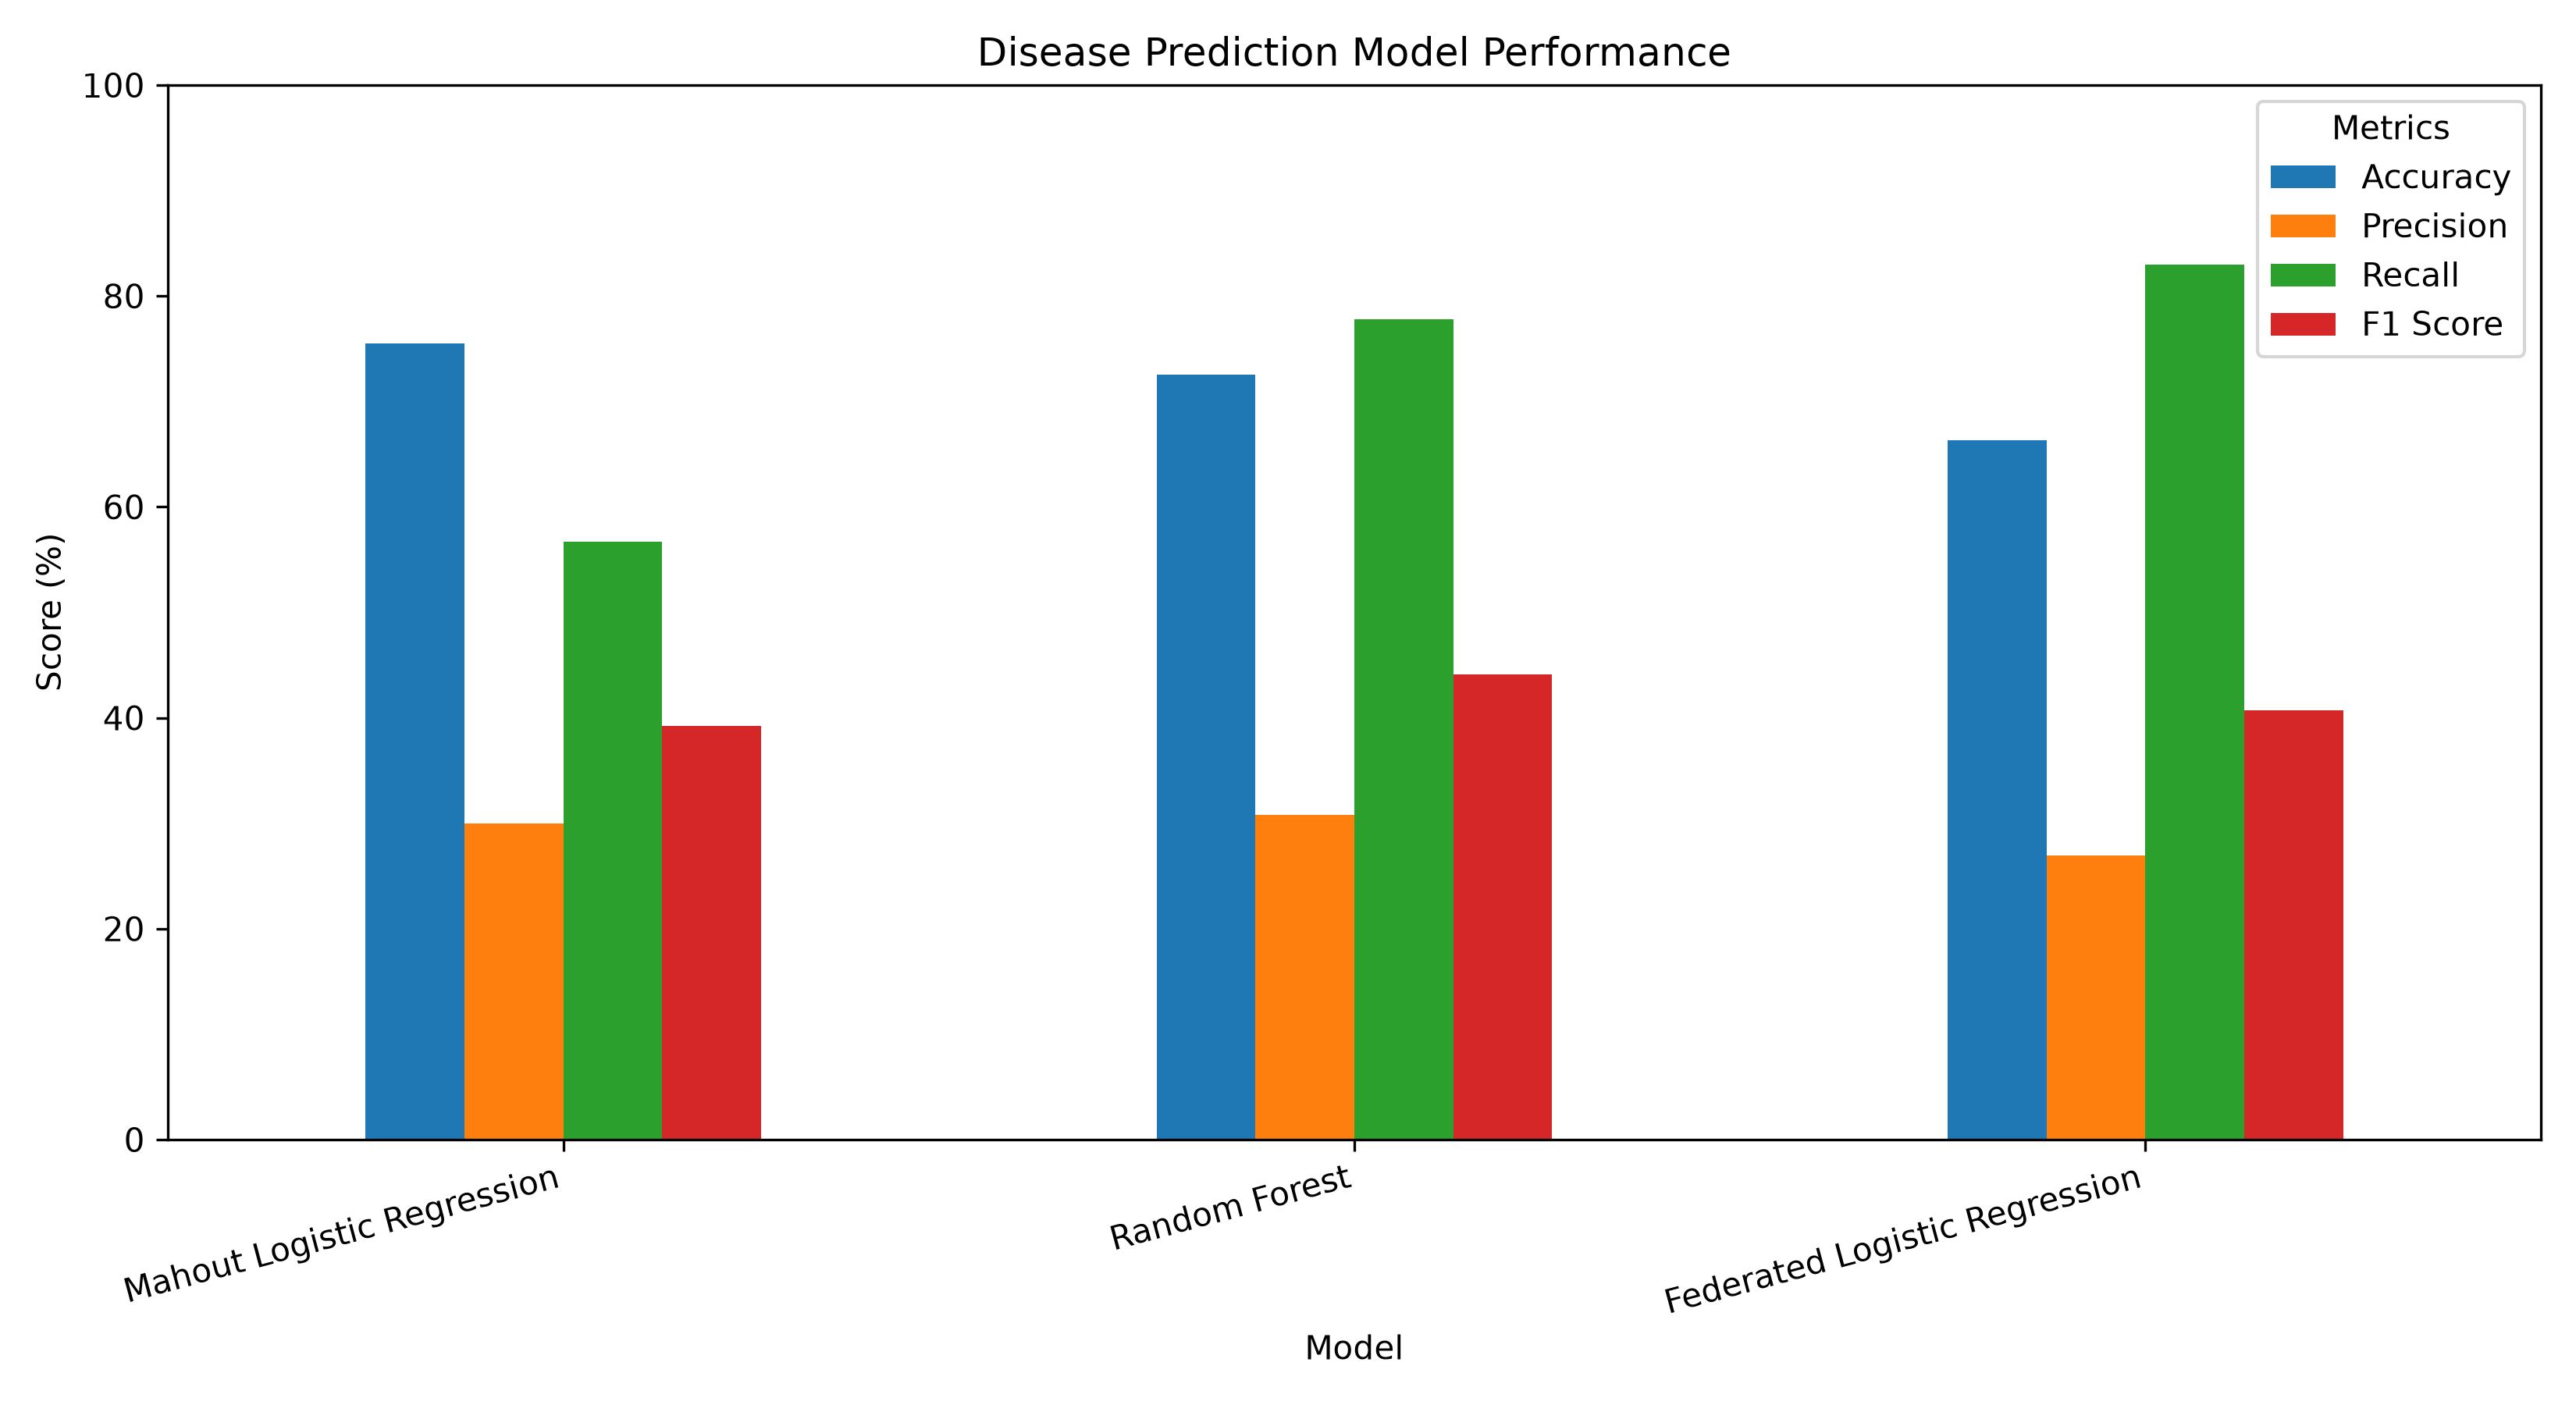 Disease Prediction Model Performance
100
80
60
40
20
0
Score (%)
Metrics
Accuracy
Precision
Recall
F1 Score
Mahout Logistic Regression
Random Forest
Federated Logistic Regression
Model